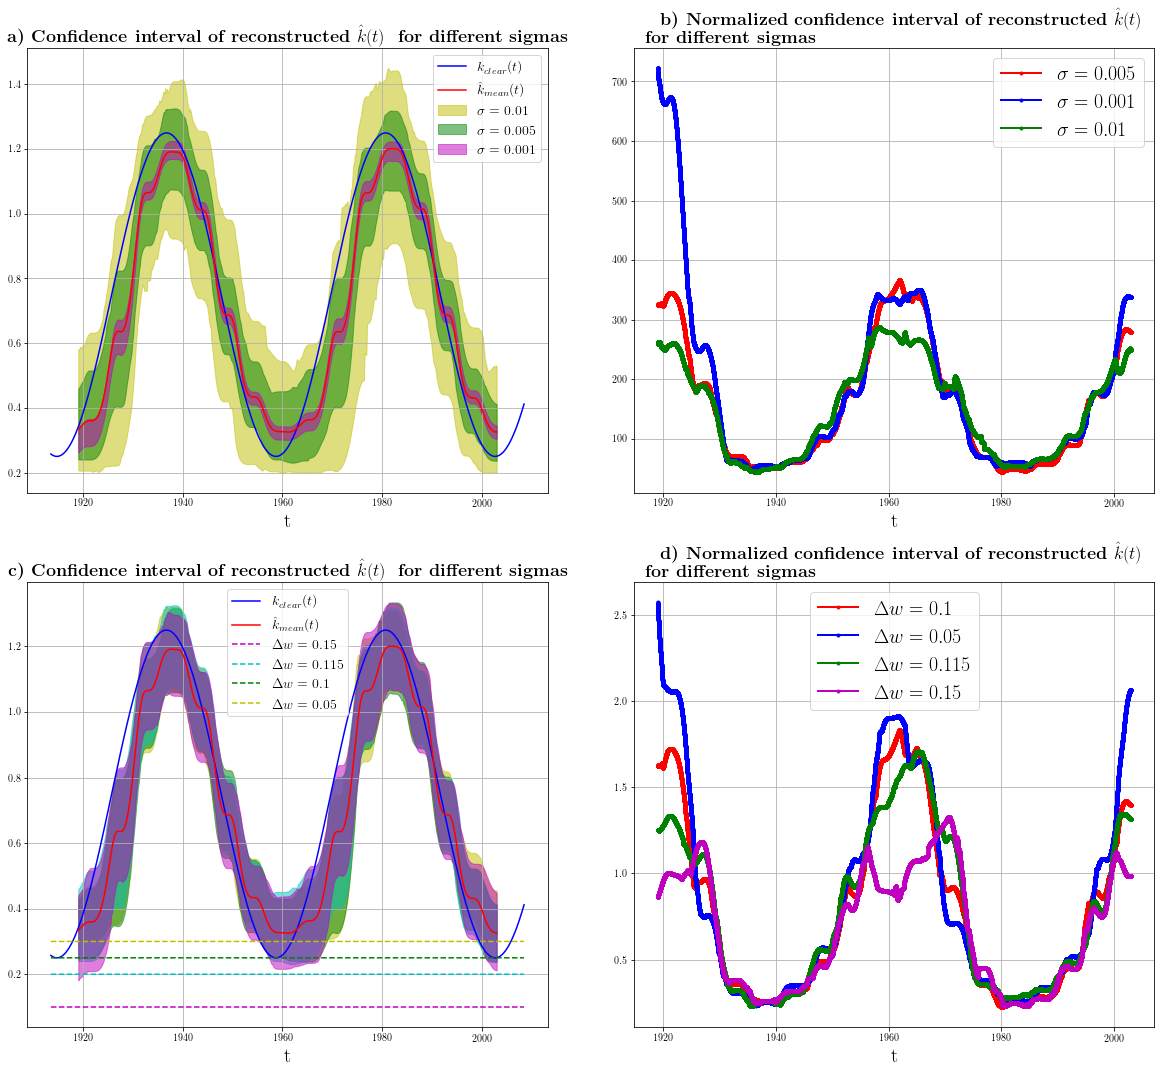 a) Confidence interval of reconstructed k̂(t) for different sigmas
1.4
1.2
1.0
0.8
0.6
0.4
0.2
k_clear(t)
k̂_mean(t)
σ = 0.01
σ = 0.005
σ = 0.001
1920 1940 1960 1980 2000
t
b) Normalized confidence interval of reconstructed k̂(t)
for different sigmas
700
600
500
400
300
200
100
σ = 0.005
σ = 0.001
σ = 0.01
1920 1940 1960 1980 2000
t
c) Confidence interval of reconstructed k̂(t) for different sigmas
1.2
1.0
0.8
0.6
0.4
0.2
k_clear(t)
k̂_mean(t)
Δw = 0.15
Δw = 0.115
Δw = 0.1
Δw = 0.05
1920 1940 1960 1980 2000
t
d) Normalized confidence interval of reconstructed k̂(t)
for different sigmas
2.5
2.0
1.5
1.0
0.5
Δw = 0.1
Δw = 0.05
Δw = 0.115
Δw = 0.15
1920 1940 1960 1980 2000
t